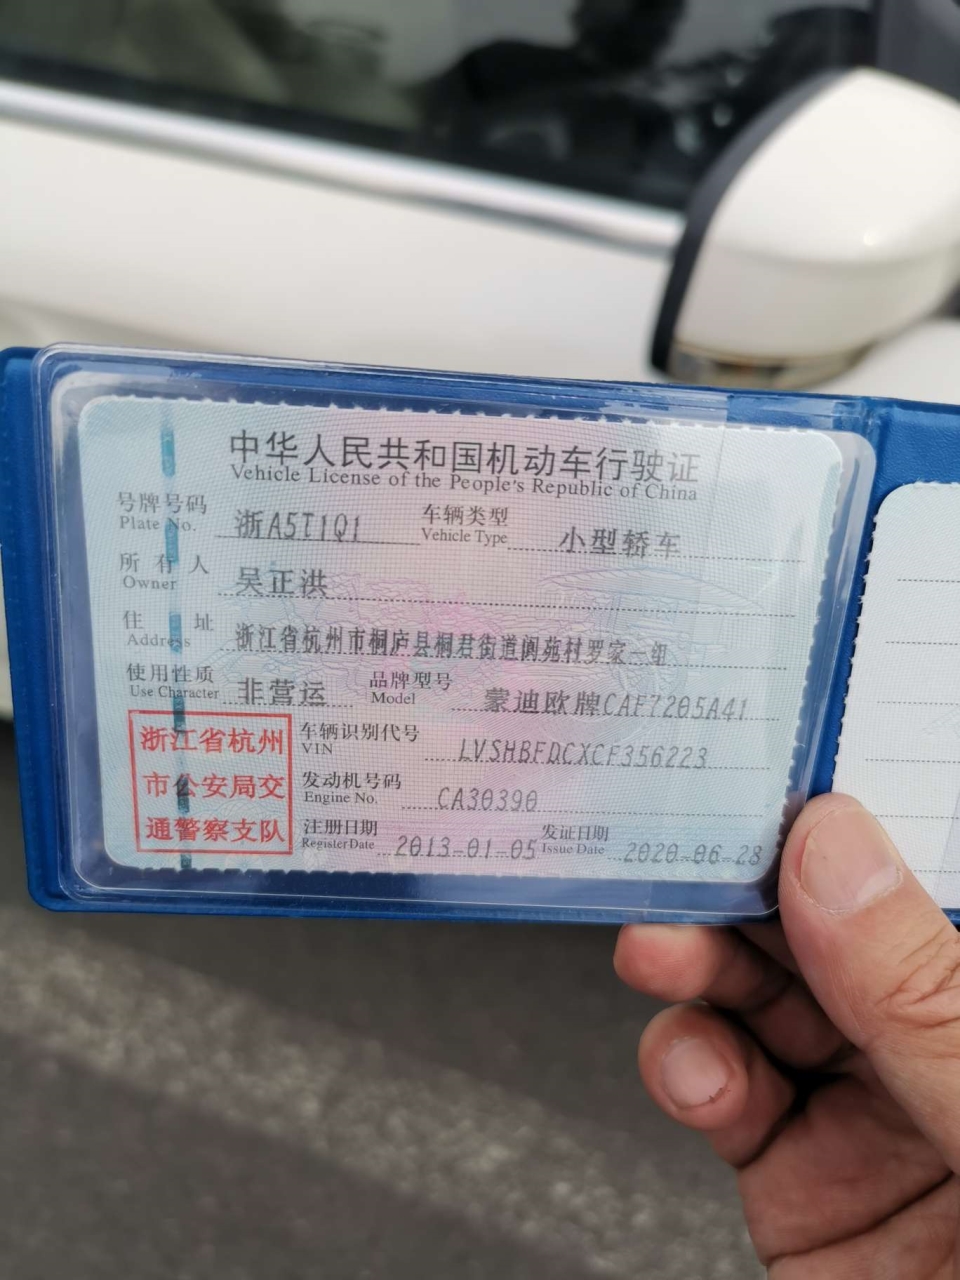 中华人民共和国机动车行驶证
Vehicle License of the People's Republic of China
号牌号码 浙A5T1Q1 车辆类型 小型轿车
Plate No. Vehicle Type
所有人 吴正洪
Owner
住址 浙江省杭州市桐庐县桐君街道阆苑村罗家一组
Address
使用性质 非营运 品牌型号 蒙迪欧牌CAF7205A41
Use Character Model
浙江省杭州 车辆识别代号 LVSHBFDCXCF356223
VIN
市公安局交 发动机号码 CA30390
Engine No.
通警察支队 注册日期 2013-01-05 发证日期 2020-06-28
Register Date Issue Date